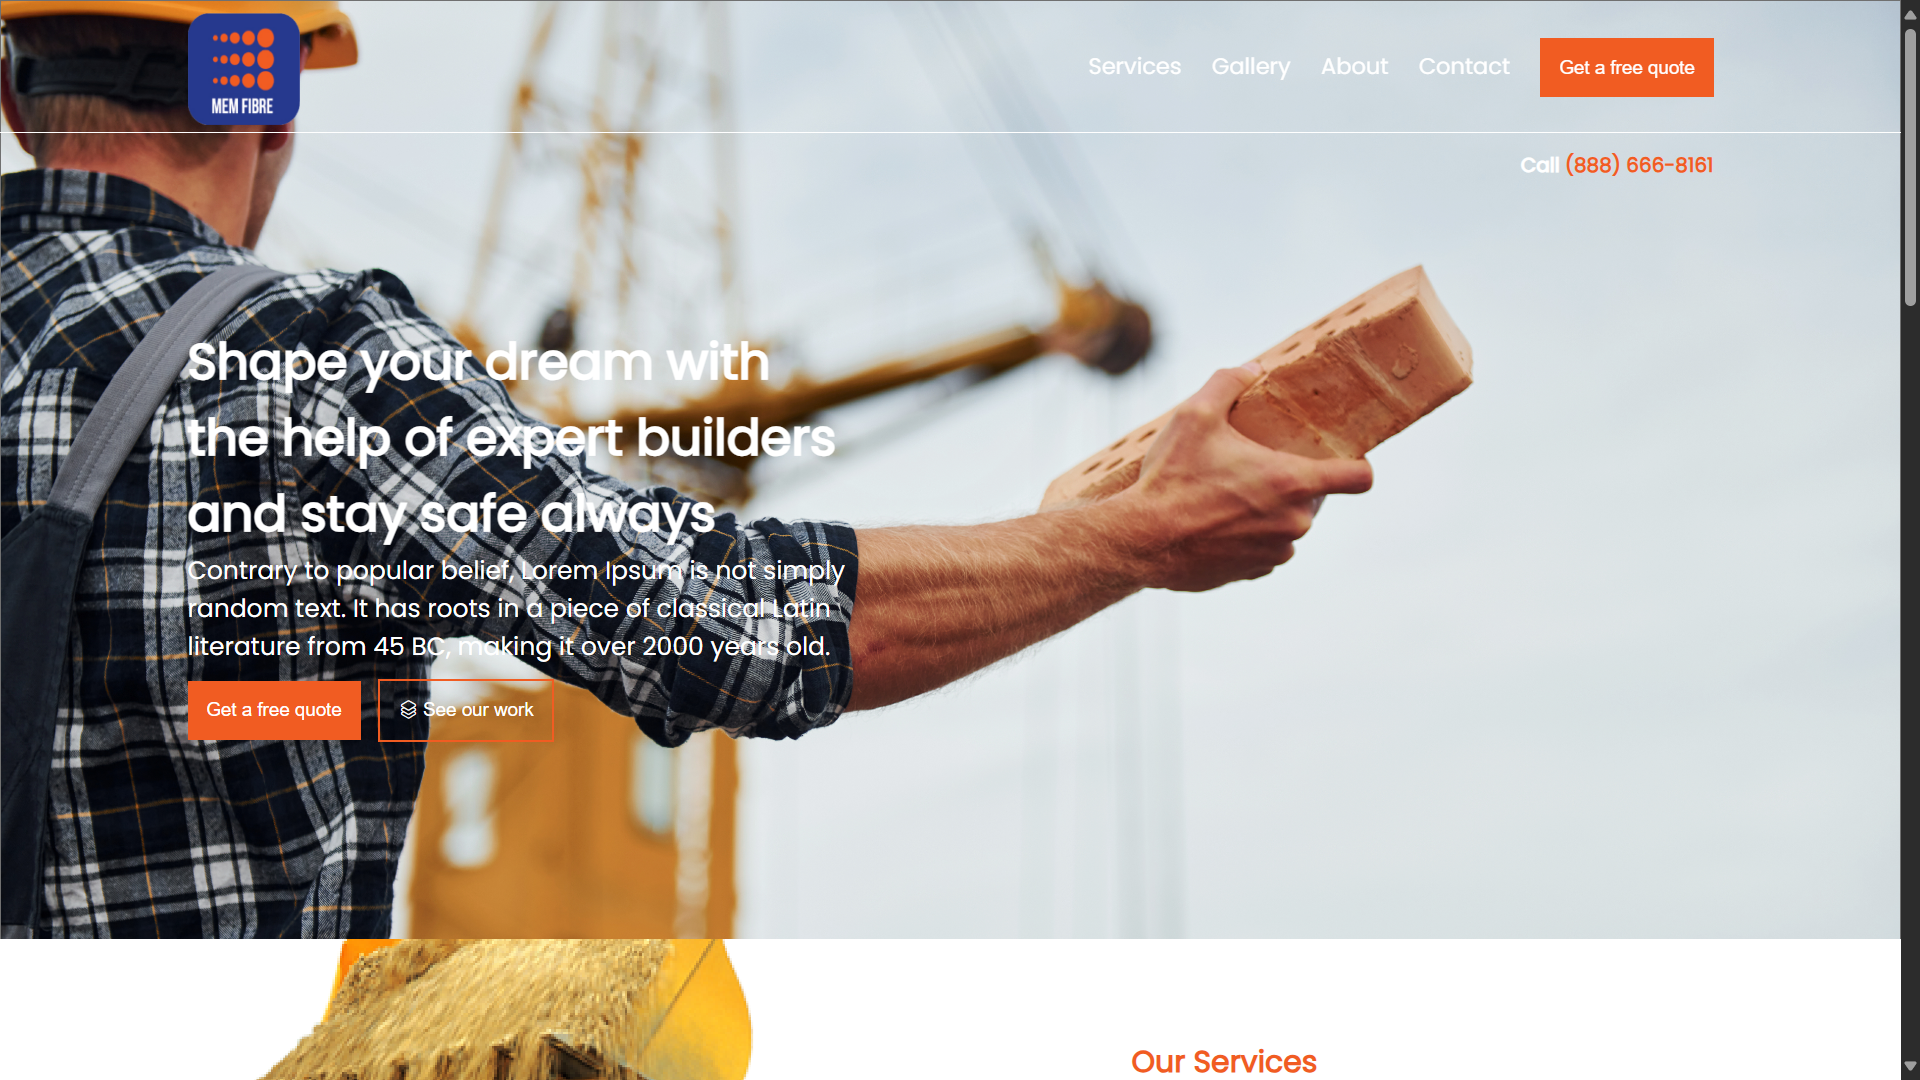 MEM FIBRE
Services Gallery About Contact Get a free quote
Call (888) 666-8161
Shape your dream with
the help of expert builders
and stay safe always
Contrary to popular belief, Lorem Ipsum is not simply
random text. It has roots in a piece of classical Latin
literature from 45 BC, making it over 2000 years old.
Get a free quote See our work
Our Services